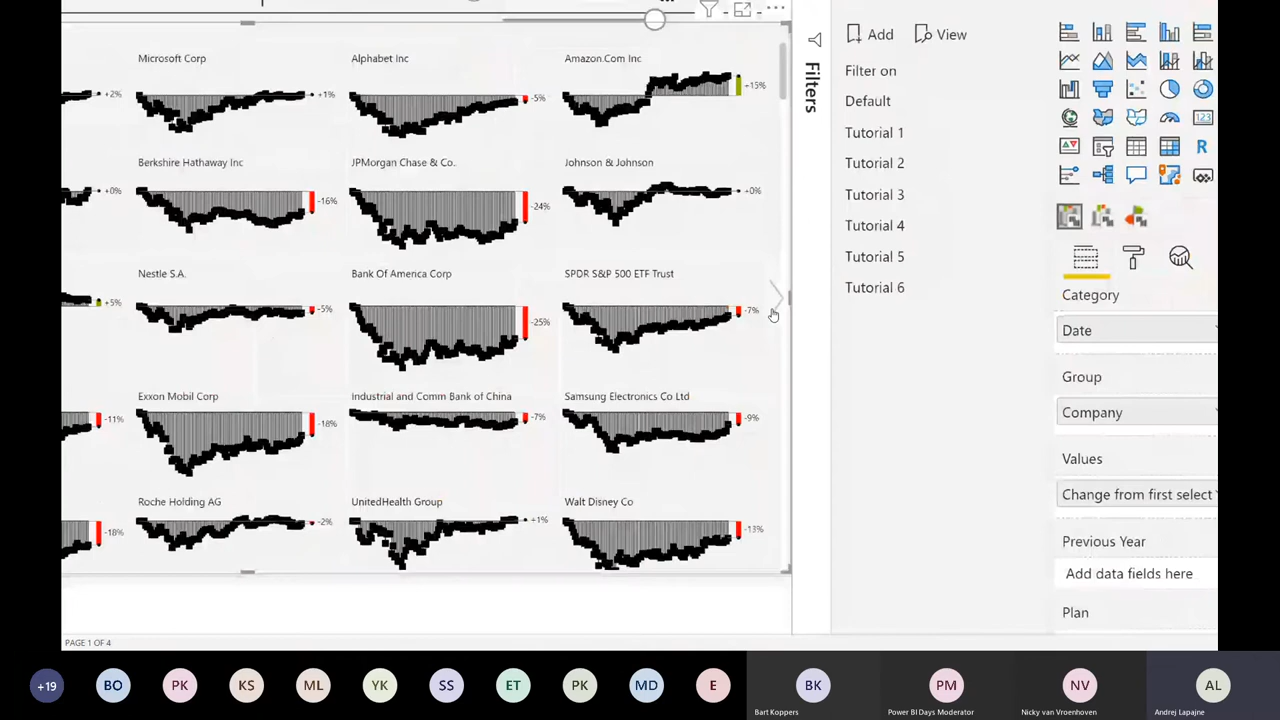 Microsoft Corp
Alphabet Inc
Amazon.Com Inc
+2%
+1%
-5%
+15%
Berkshire Hathaway Inc
JPMorgan Chase & Co.
Johnson & Johnson
+0%
-16%
-24%
+0%
Nestle S.A.
Bank Of America Corp
SPDR S&P 500 ETF Trust
+5%
-5%
-25%
-7%
Exxon Mobil Corp
Industrial and Comm Bank of China
Samsung Electronics Co Ltd
-11%
-18%
-7%
-9%
Roche Holding AG
UnitedHealth Group
Walt Disney Co
-18%
-2%
+1%
-13%
PAGE 1 OF 4
Filters
Add
View
Filter on
Default
Tutorial 1
Tutorial 2
Tutorial 3
Tutorial 4
Tutorial 5
Tutorial 6
123
R
Category
Date
Group
Company
Values
Change from first select
Previous Year
Add data fields here
Plan
+19
BO
PK
KS
ML
YK
SS
ET
PK
MD
E
BK
Bart Koppers
PM
Power BI Days Moderator
NV
Nicky van Vroenhoven
AL
Andrej Lapajne